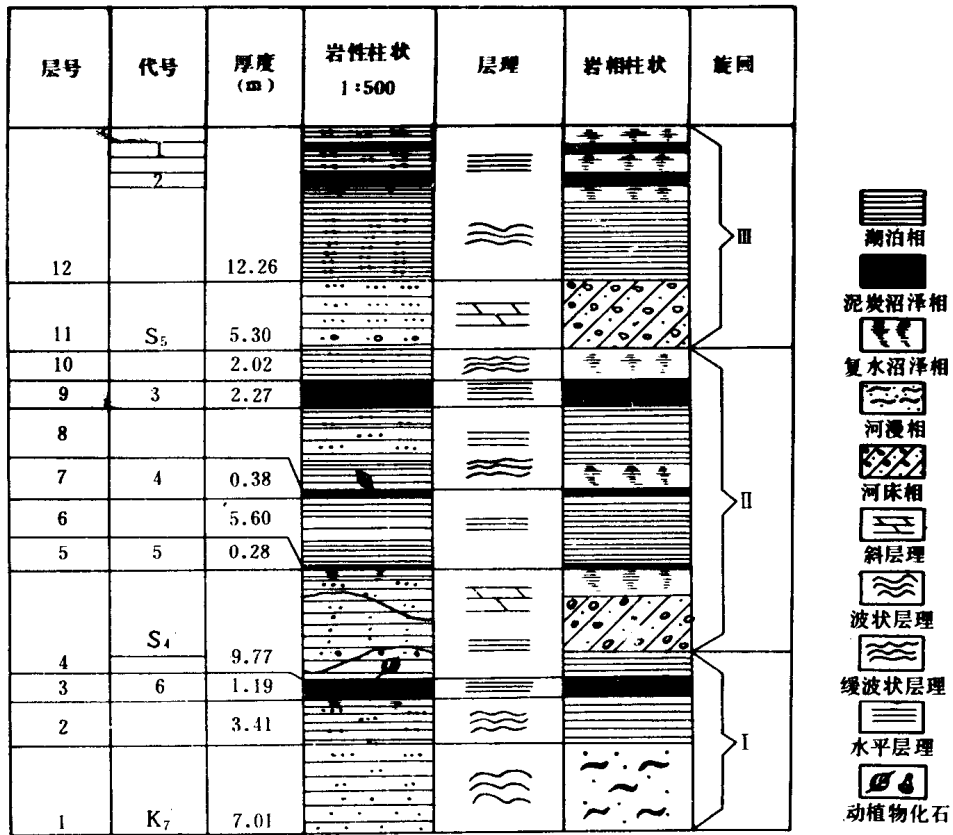 层号 代号 厚度 岩性柱状 层理 岩相柱状 旋回
(m) 1:500
1
2
Ⅲ
12 12.26
11 S₅ 5.30
10 2.02
9 3 2.27
8
7 4 0.38
Ⅱ
6 5.60
5 5 0.28
S₄
4 9.77
3 6 1.19
2 3.41
Ⅰ
1 K₇ 7.01
湖泊相
泥炭沼泽相
复水沼泽相
河漫相
河床相
斜层理
波状层理
缓波状层理
水平层理
动植物化石